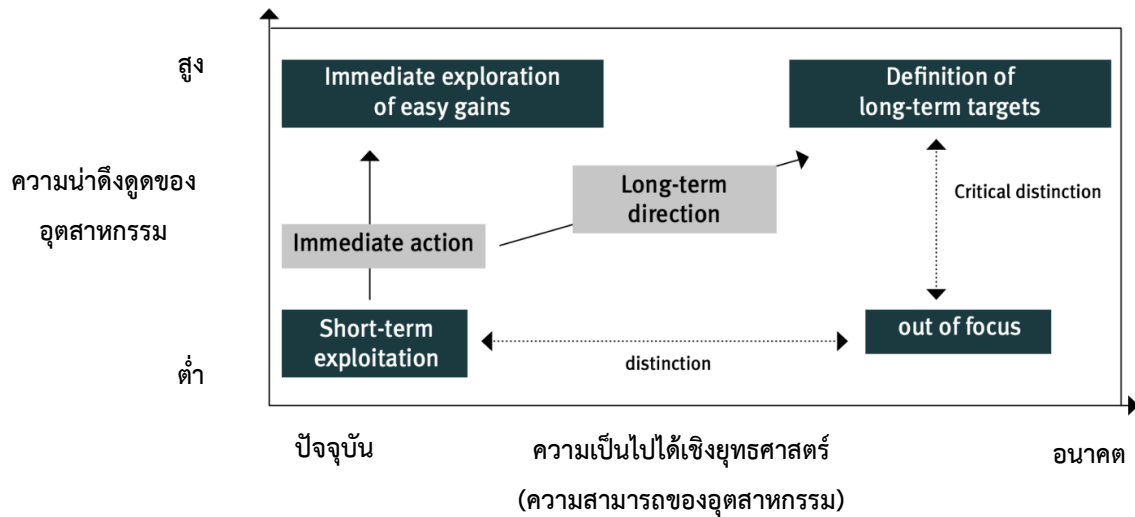 สูง
Immediate exploration
of easy gains
Definition of
long-term targets
ความน่าดึงดูดของ
อุตสาหกรรม
Long-term
direction
Critical distinction
Immediate action
Short-term
exploitation
distinction
out of focus
ต่ำ
ปัจจุบัน
ความเป็นไปได้เชิงยุทธศาสตร์
(ความสามารถของอุตสาหกรรม)
อนาคต